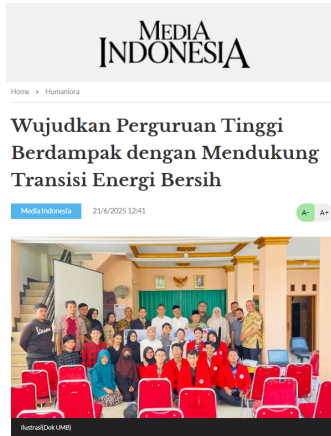 MEDIA
INDONESIA
Home > Humaniora
Wujudkan Perguruan Tinggi
Berdampak dengan Mendukung
Transisi Energi Bersih
Media Indonesia 21/6/2025 12:41 A- A+
Ilustrasi(Dok UMB)